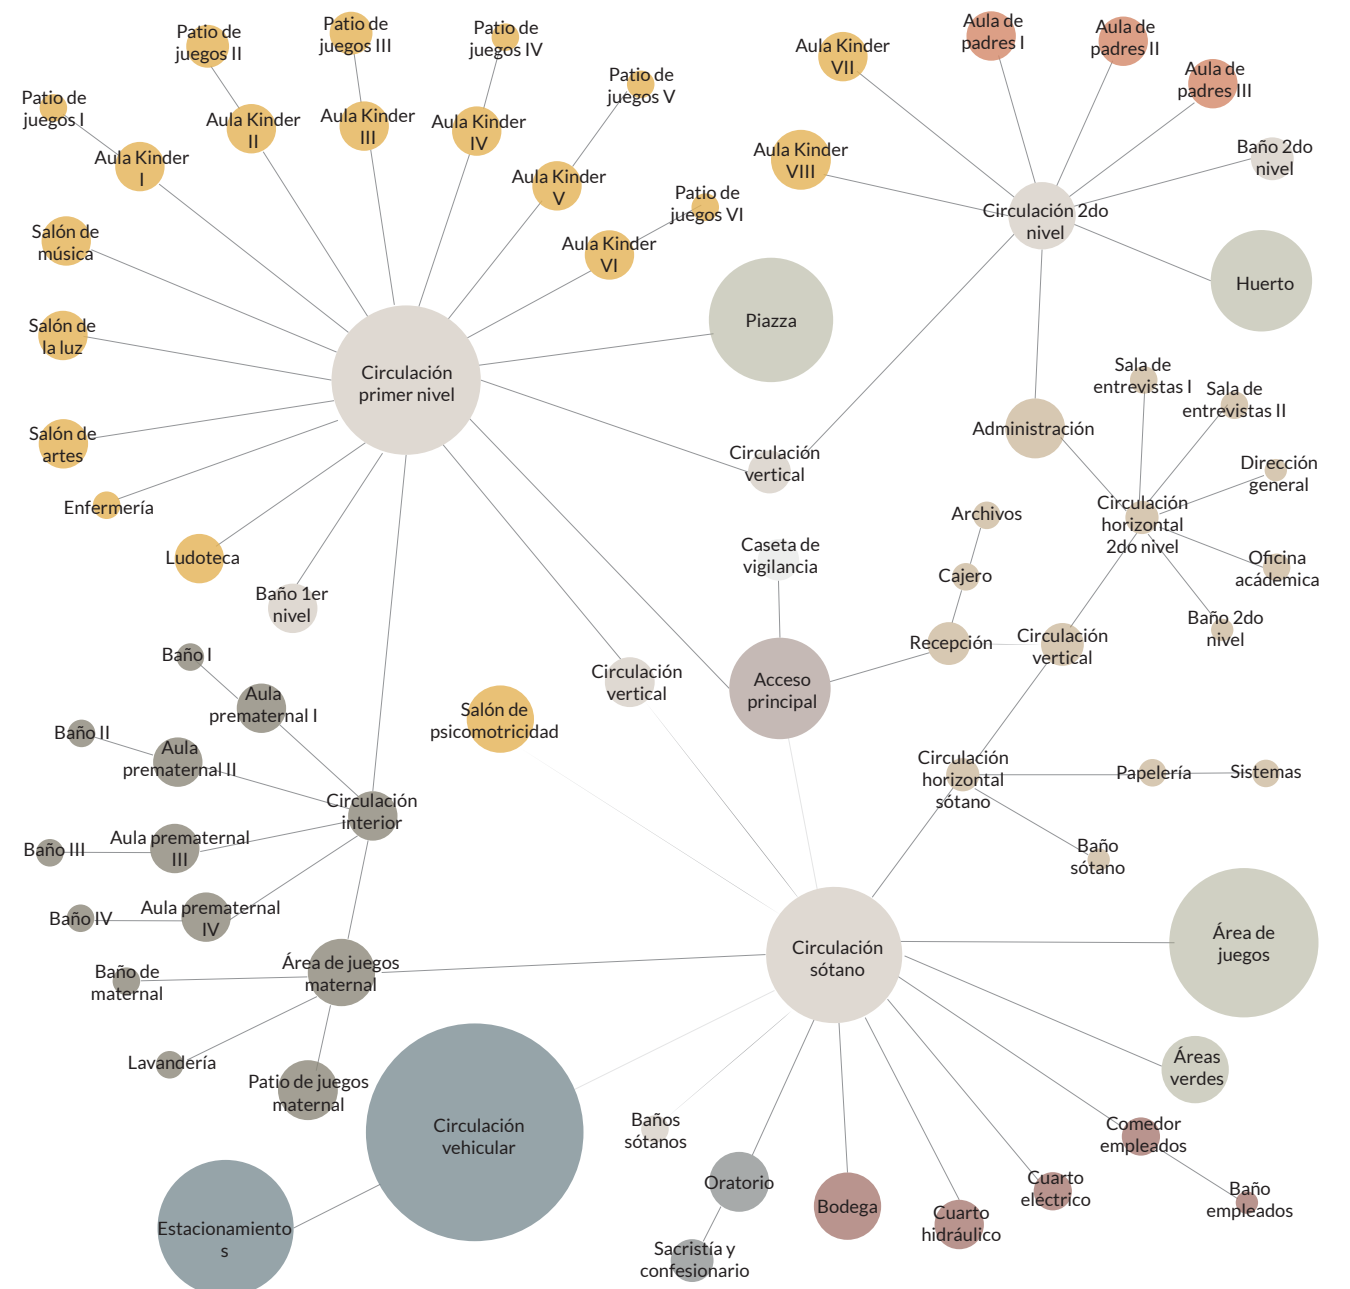 Patio de
juegos I
Patio de
juegos II
Patio de
juegos III
Patio de
juegos IV
Patio de
juegos V
Patio de
juegos VI
Aula Kinder
I
Aula Kinder
II
Aula Kinder
III
Aula Kinder
IV
Aula Kinder
V
Aula Kinder
VI
Salón de
música
Salón de
la luz
Salón de
artes
Enfermería
Ludoteca
Baño 1er
nivel
Circulación
primer nivel
Piazza
Aula Kinder
VII
Aula Kinder
VIII
Aula de
padres I
Aula de
padres II
Aula de
padres III
Baño 2do
nivel
Circulación 2do
nivel
Huerto
Circulación
vertical
Administración
Sala de
entrevistas I
Sala de
entrevistas II
Dirección
general
Circulación
horizontal
2do nivel
Oficina
acádemica
Baño 2do
nivel
Archivos
Cajero
Recepción
Circulación
vertical
Caseta de
vigilancia
Acceso
principal
Circulación
vertical
Salón de
psicomotricidad
Baño I
Aula
prematernal I
Baño II
Aula
prematernal II
Baño III
Aula prematernal
III
Baño IV
Aula prematernal
IV
Circulación
interior
Área de juegos
maternal
Baño de
maternal
Lavandería
Patio de juegos
maternal
Circulación
horizontal
sótano
Papelería
Sistemas
Baño
sótano
Circulación
sótano
Área de
juegos
Áreas
verdes
Comedor
empleados
Baño
empleados
Cuarto
eléctrico
Cuarto
hidráulico
Bodega
Oratorio
Sacristía y
confesionario
Baños
sótanos
Circulación
vehicular
Estacionamiento
s